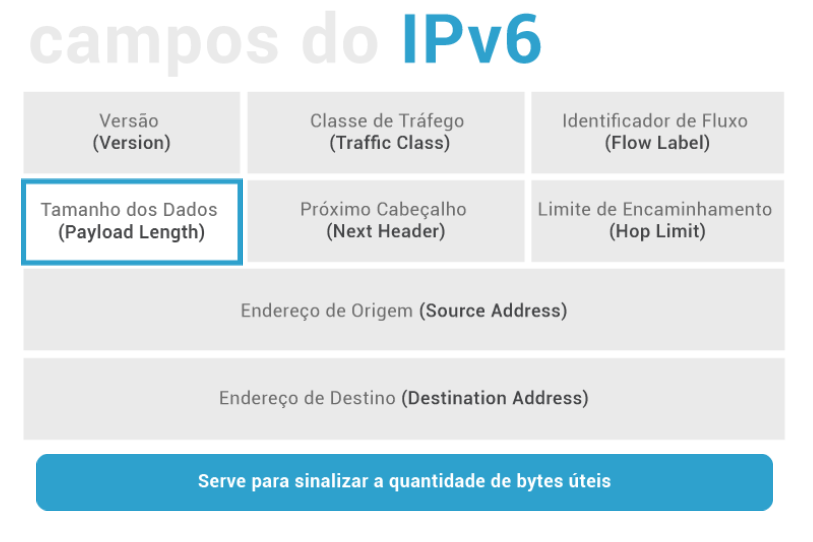 campos do IPv6
Versão
(Version)
Classe de Tráfego
(Traffic Class)
Identificador de Fluxo
(Flow Label)
Tamanho dos Dados
(Payload Length)
Próximo Cabeçalho
(Next Header)
Limite de Encaminhamento
(Hop Limit)
Endereço de Origem (Source Address)
Endereço de Destino (Destination Address)
Serve para sinalizar a quantidade de bytes úteis